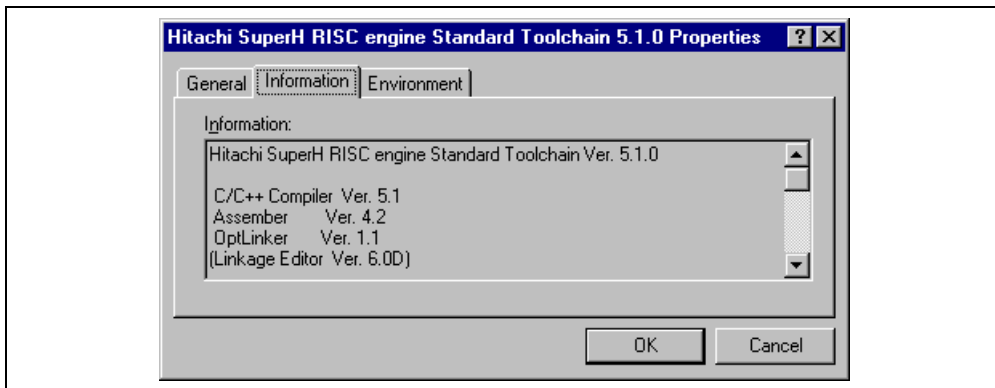 Hitachi SuperH RISC engine Standard Toolchain 5.1.0 Properties ? ×
General Information Environment
Information:
Hitachi SuperH RISC engine Standard Toolchain Ver. 5.1.0
C/C++ Compiler Ver. 5.1
Assember Ver. 4.2
OptLinker Ver. 1.1
(Linkage Editor Ver. 6.0D)
OK Cancel